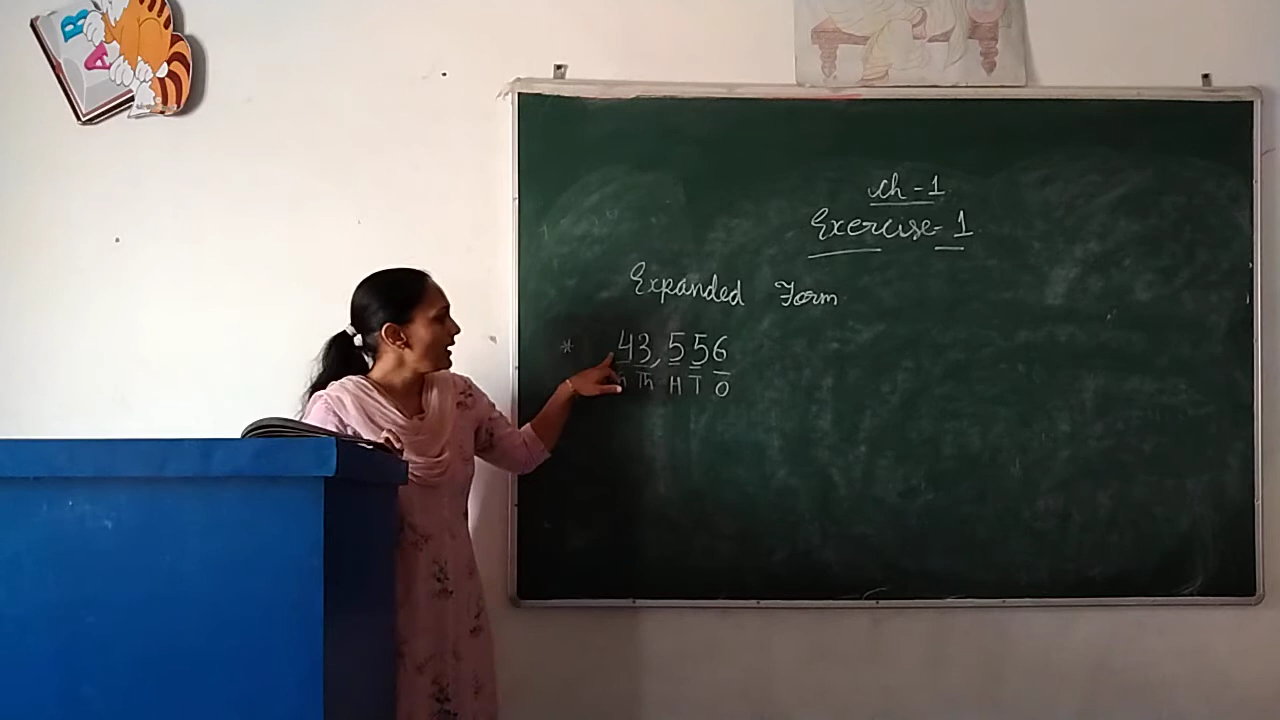 B
A
Ch - 1
Exercise - 1
Expanded Form
* 43,556
Th H T O